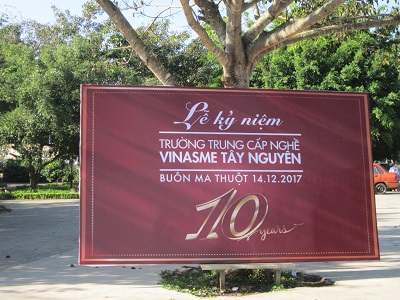 Lễ kỷ niệm
TRƯỜNG TRUNG CẤP NGHỀ
VINASME TÂY NGUYÊN
BUÔN MA THUỘT 14.12.2017
10 years